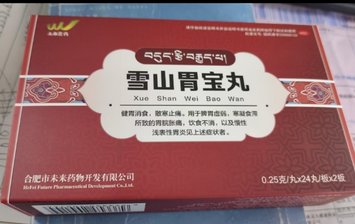 雪山胃宝丸
Xue Shan Wei Bao Wan
健胃消食，散寒止痛。用于脾胃虚弱，寒凝食滞
所致的胃脘胀痛，饮食不消，以及慢性
浅表性胃炎见上述症状者。
0.25克/丸×24丸/板×2板
合肥市未来药物开发有限公司
HeFei Future Pharmaceutical Development Co.,Ltd.